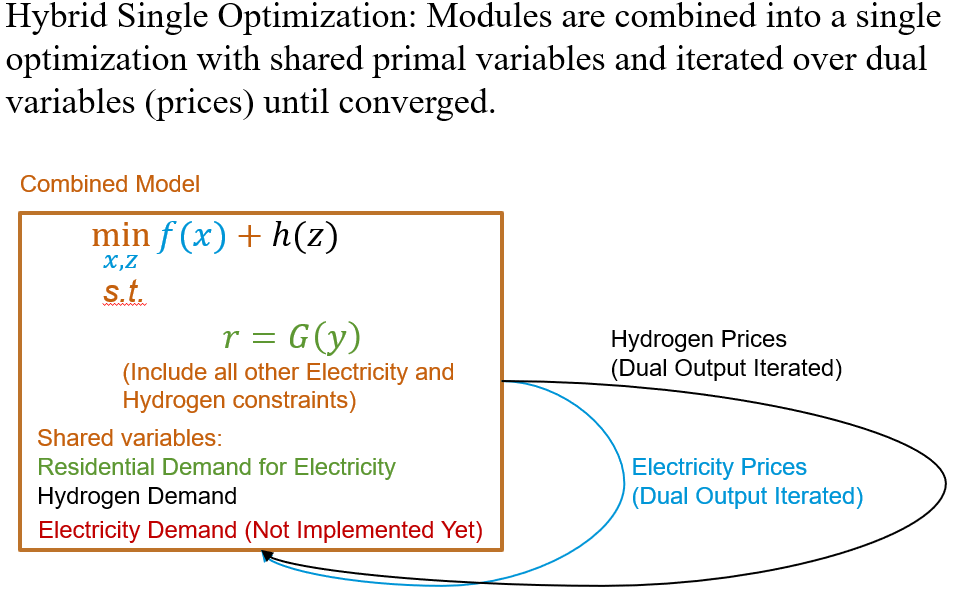 Hybrid Single Optimization: Modules are combined into a single
optimization with shared primal variables and iterated over dual
variables (prices) until converged.
Combined Model
min f(x) + h(z)
x,z
s.t.
r = G(y)
(Include all other Electricity and
Hydrogen constraints)
Shared variables:
Residential Demand for Electricity
Hydrogen Demand
Electricity Demand (Not Implemented Yet)
Hydrogen Prices
(Dual Output Iterated)
Electricity Prices
(Dual Output Iterated)